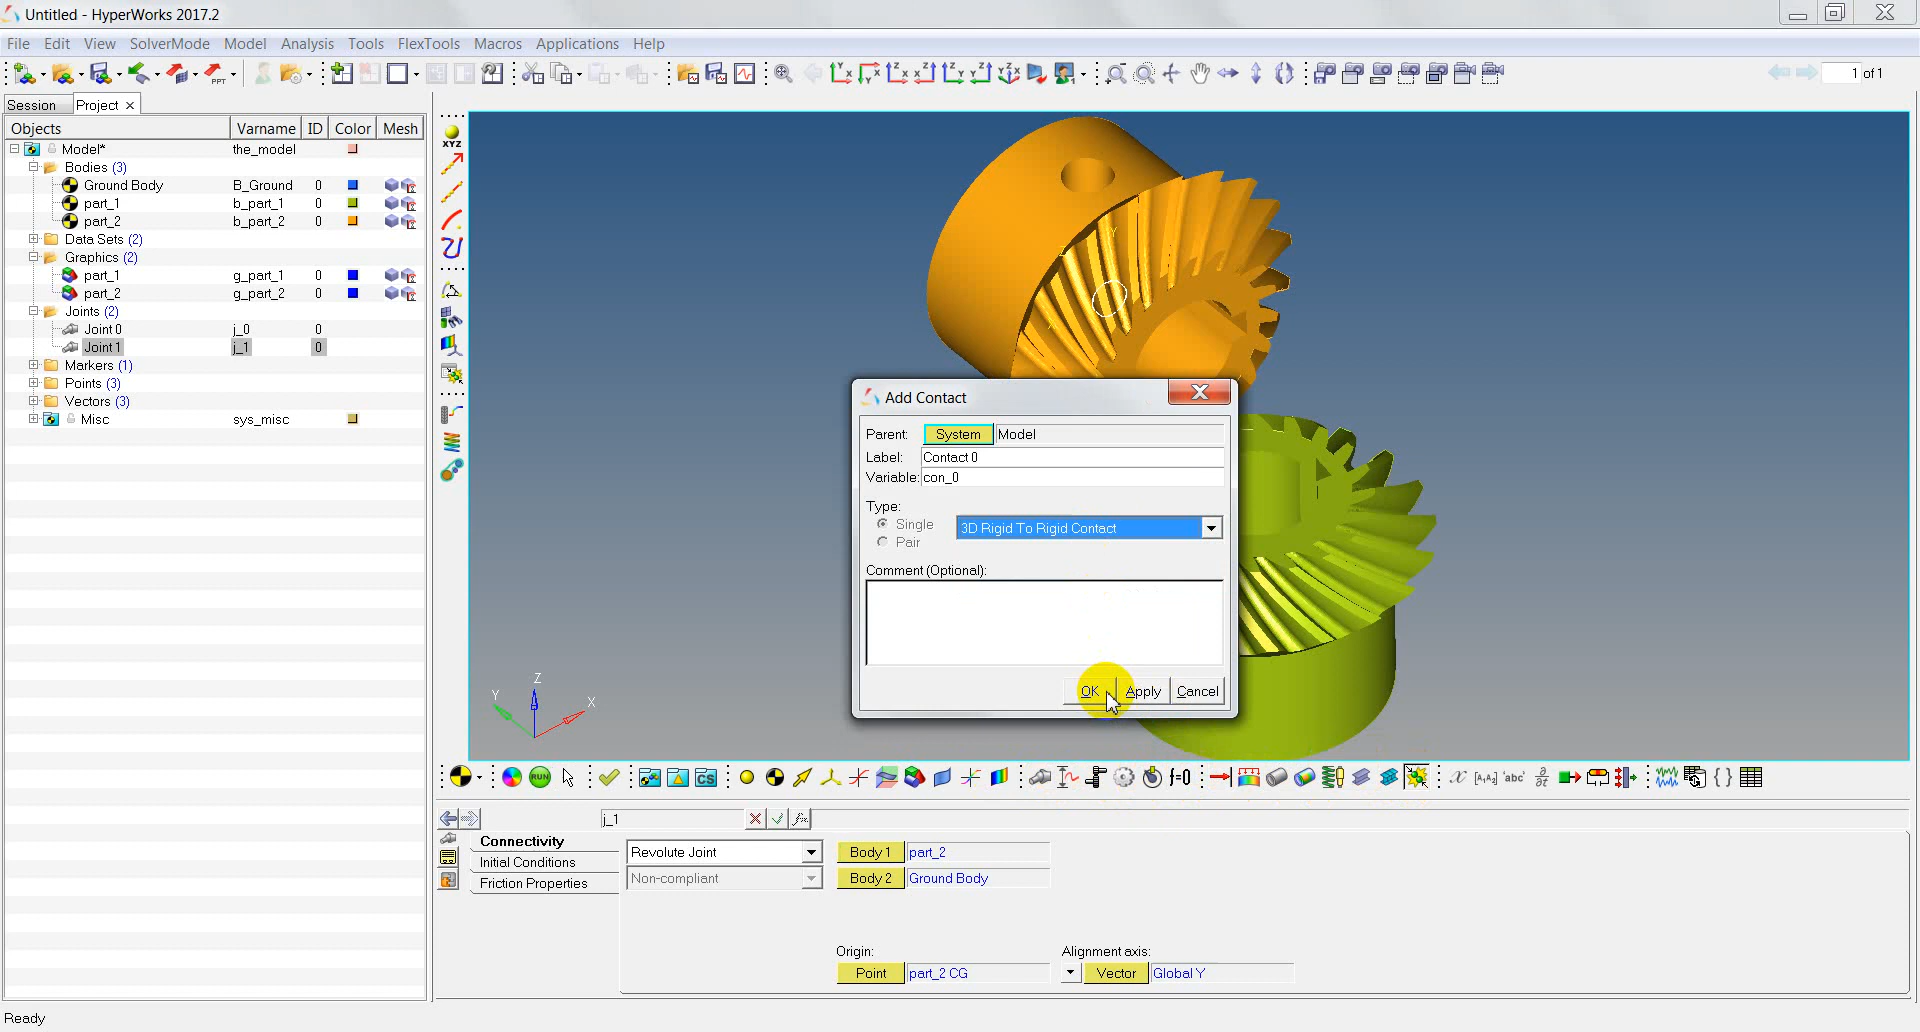 Untitled - HyperWorks 2017.2
File Edit View SolverMode Model Analysis Tools FlexTools Macros Applications Help
1 of 1
Session Project
Objects Varname ID Color Mesh
Model* the_model
Bodies (3)
Ground Body B_Ground 0
part_1 b_part_1 0
part_2 b_part_2 0
Data Sets (2)
Graphics (2)
part_1 g_part_1 0
part_2 g_part_2 0
Joints (2)
Joint 0 j_0 0
Joint 1 j_1 0
Markers (1)
Points (3)
Vectors (3)
Misc sys_misc
XYZ
Add Contact
Parent: System Model
Label: Contact 0
Variable: con_0
Type:
Single 3D Rigid To Rigid Contact
Pair
Comment (Optional):
OK Apply Cancel
Z
Y
X
RUN CS f=0 'abc'
j_1 fx
Connectivity Revolute Joint Body 1 part_2
Initial Conditions
Friction Properties Non-compliant Body 2 Ground Body
Origin: Alignment axis:
Point part_2 CG Vector Global Y
Ready